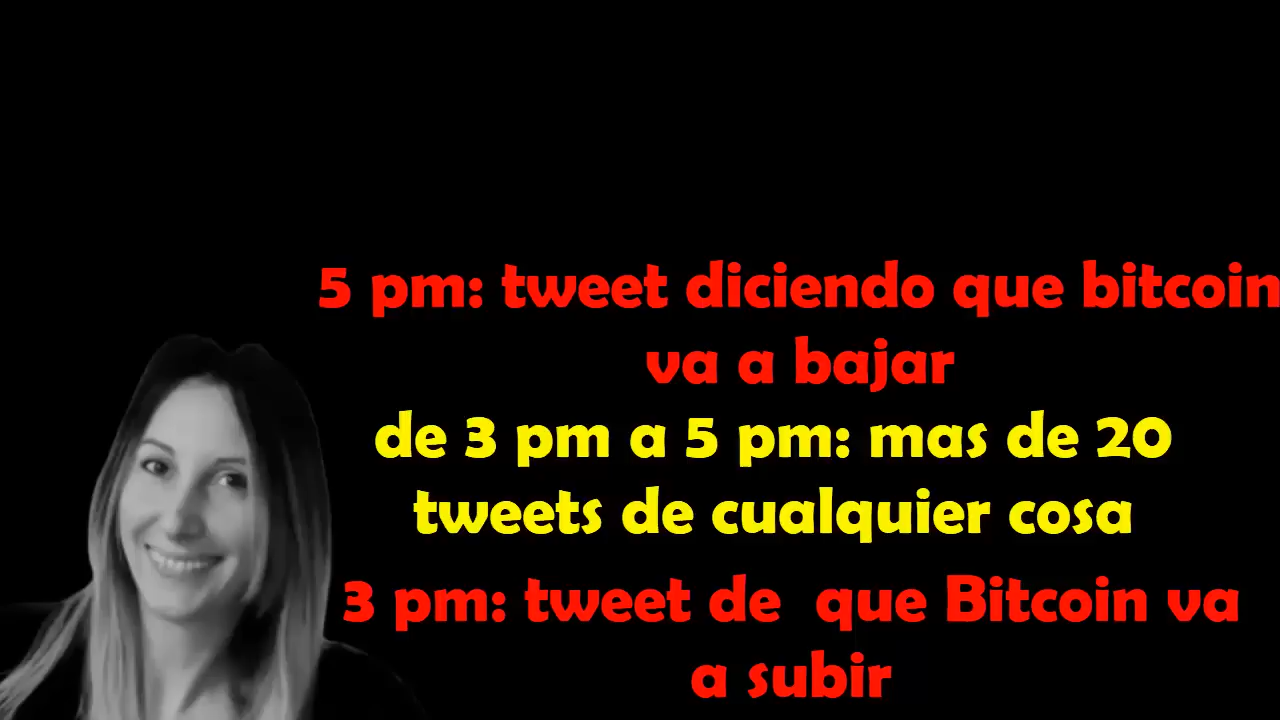 5 pm: tweet diciendo que bitcoin
va a bajar
de 3 pm a 5 pm: mas de 20
tweets de cualquier cosa
3 pm: tweet de  que Bitcoin va
a subir